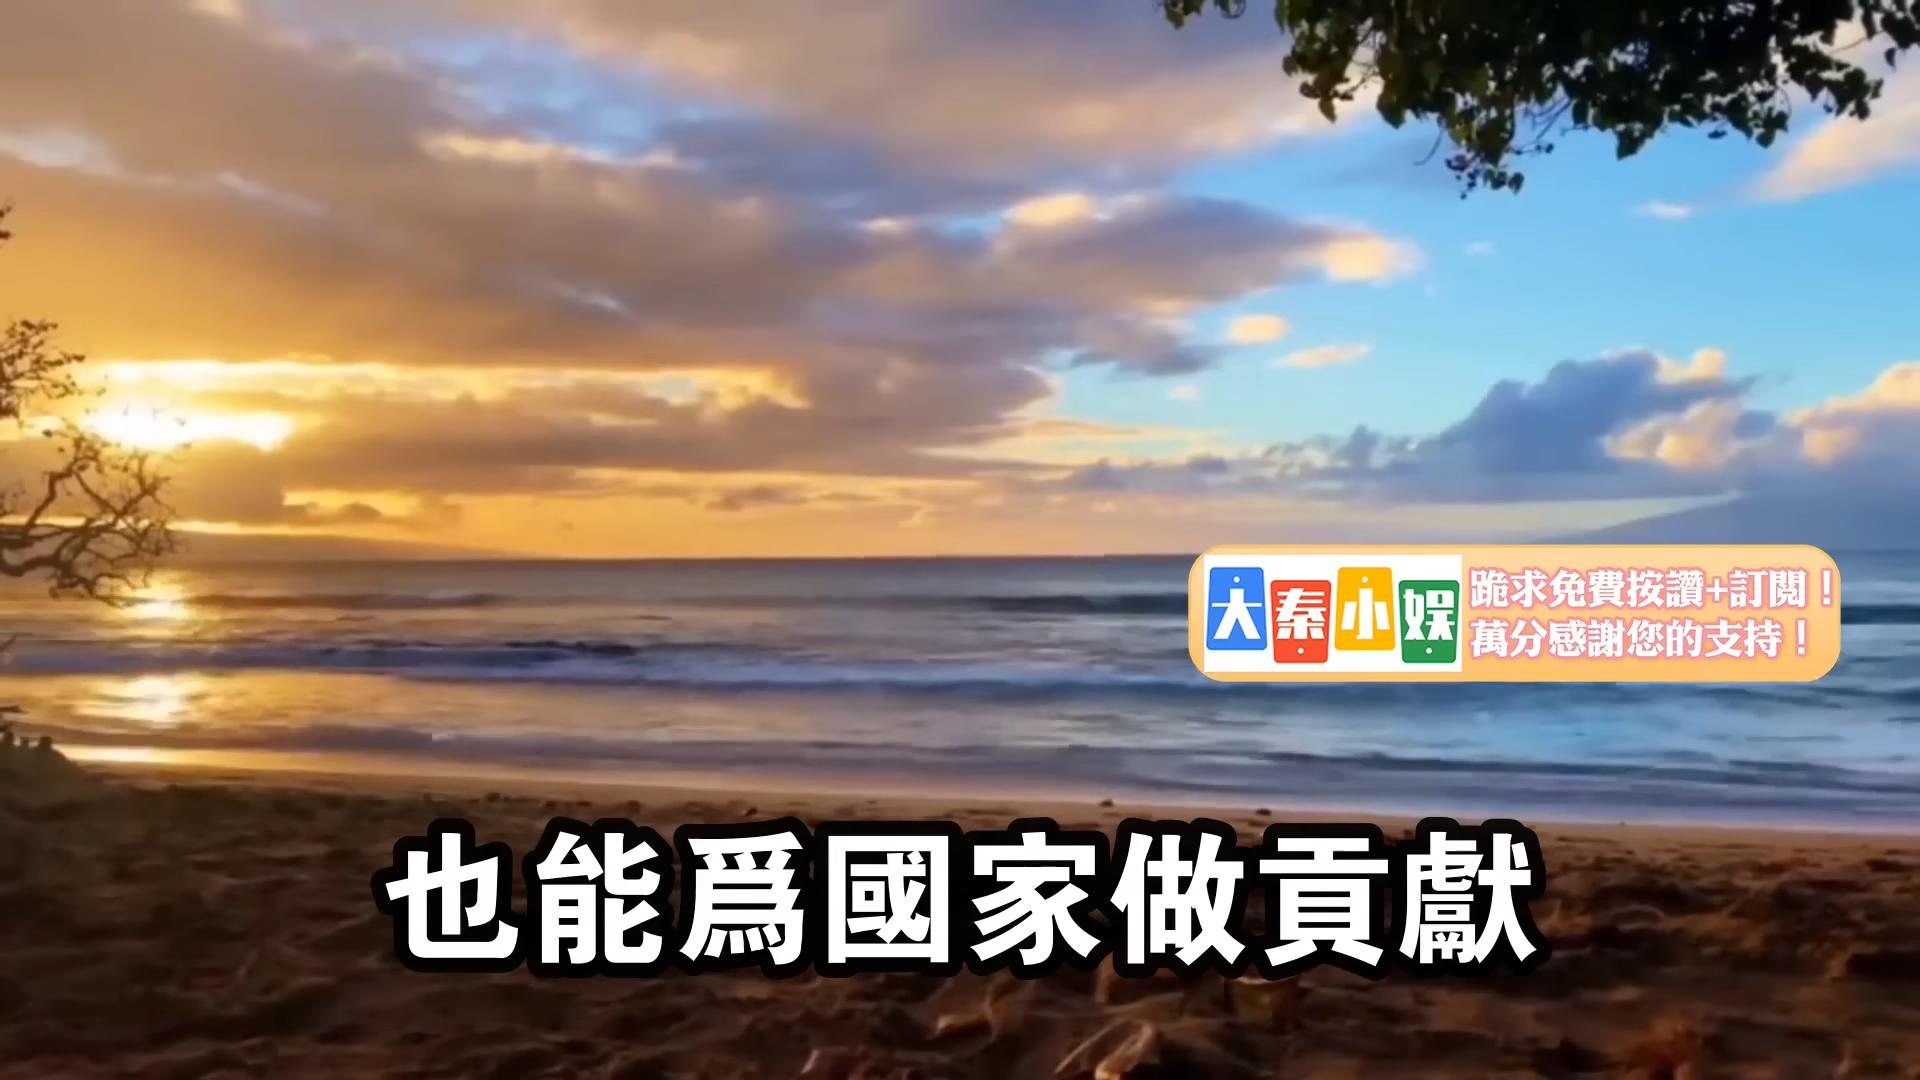 大秦小娱
跪求免費按讚+訂閱！
萬分感謝您的支持！
也能爲國家做貢獻